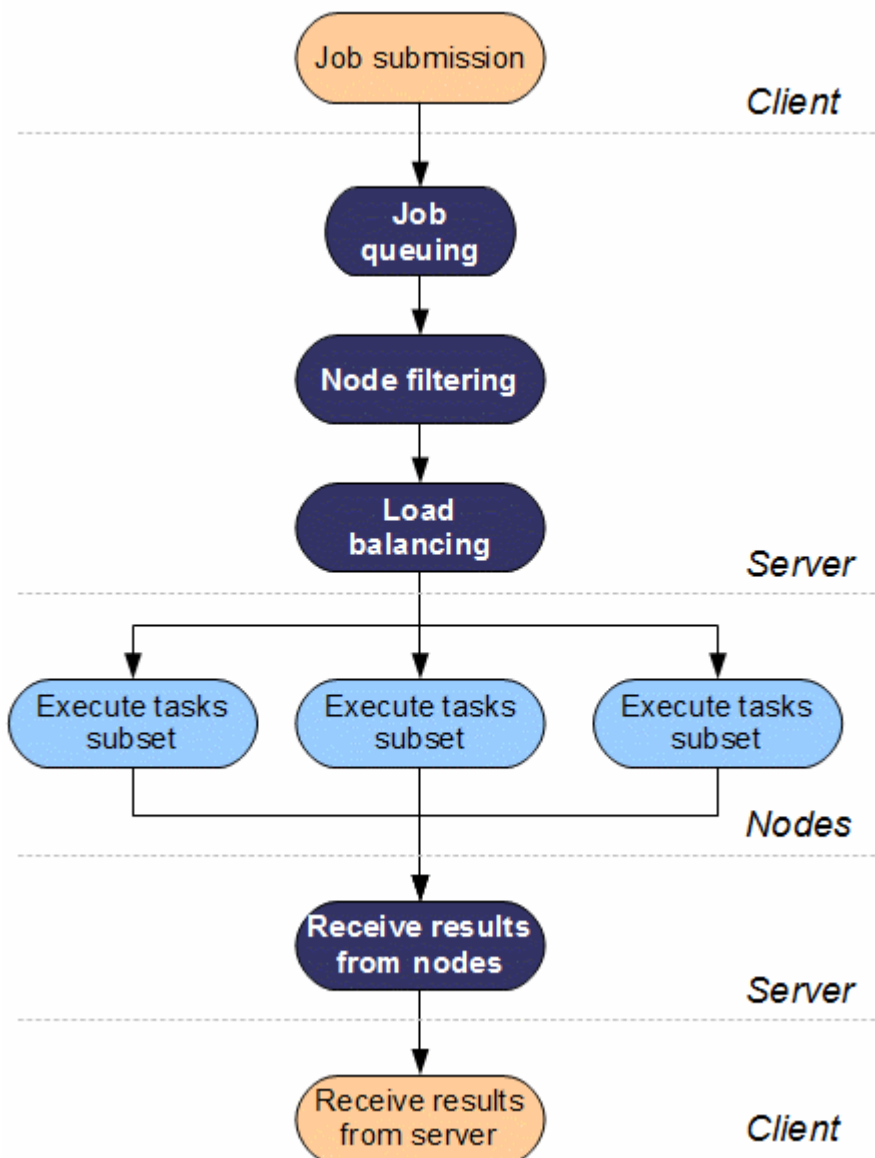 Job submission
Client
Job
queuing
Node filtering
Load
balancing
Server
Execute tasks
subset
Execute tasks
subset
Execute tasks
subset
Nodes
Receive results
from nodes
Server
Receive results
from server
Client